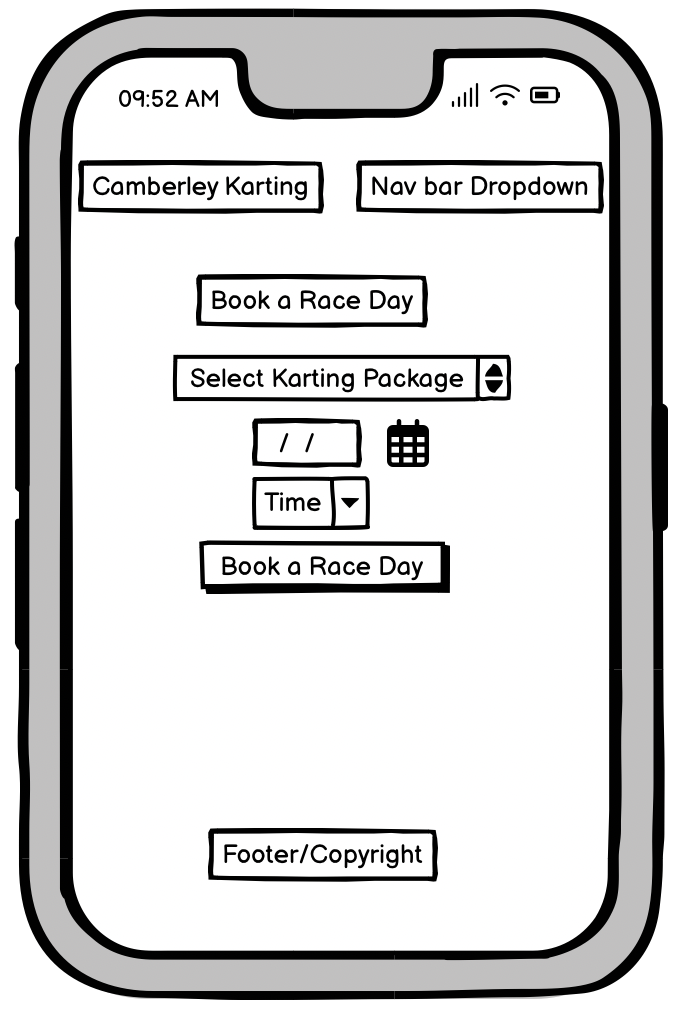 09:52 AM
Camberley Karting
Nav bar Dropdown
Book a Race Day
Select Karting Package
/ /
Time
Book a Race Day
Footer/Copyright